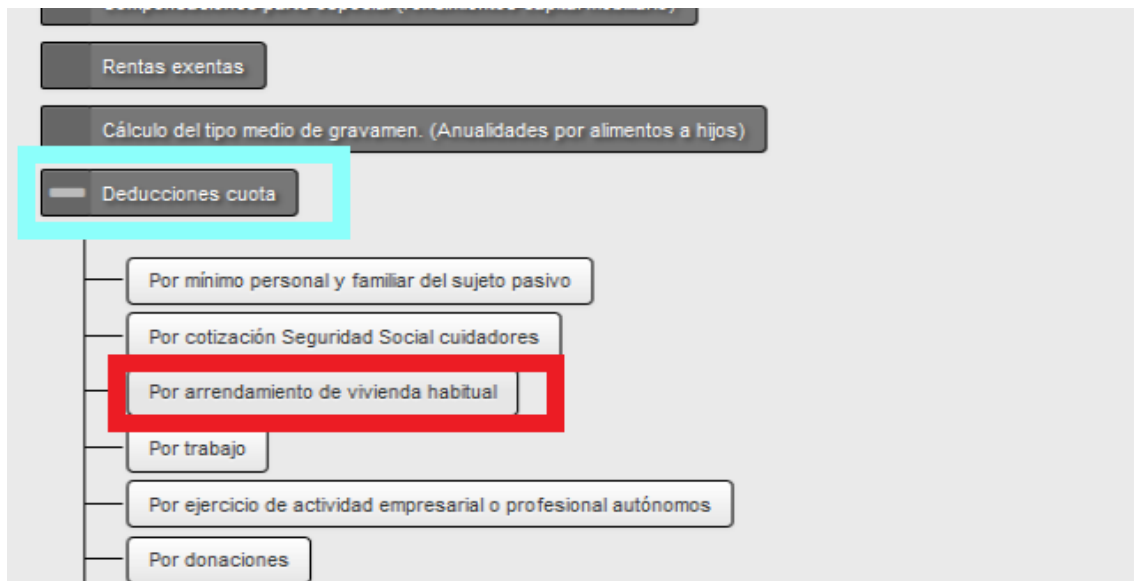 Rentas exentas
Cálculo del tipo medio de gravamen. (Anualidades por alimentos a hijos)
Deducciones cuota
Por mínimo personal y familiar del sujeto pasivo
Por cotización Seguridad Social cuidadores
Por arrendamiento de vivienda habitual
Por trabajo
Por ejercicio de actividad empresarial o profesional autónomos
Por donaciones